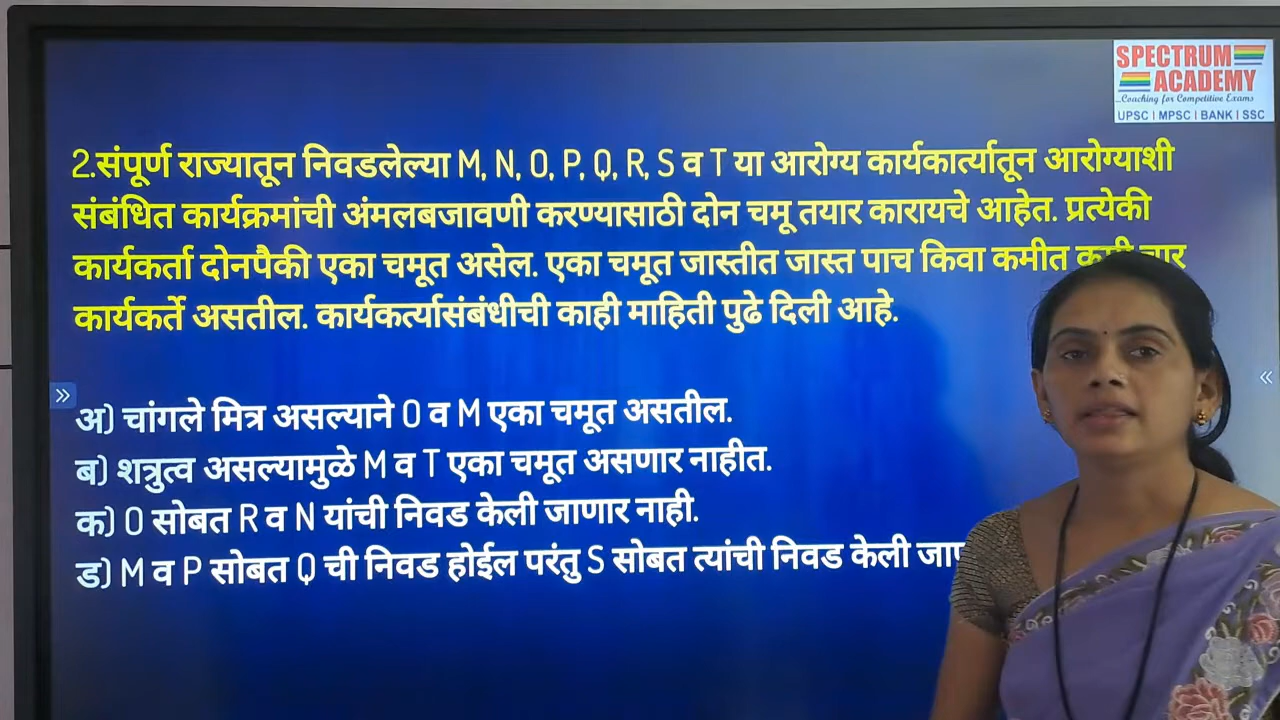 SPECTRUM
ACADEMY
...Coaching for Competitive Exams
UPSC | MPSC | BANK | SSC
2.संपूर्ण राज्यातून निवडलेल्या M, N, O, P, Q, R, S व T या आरोग्य कार्यकार्त्यातून आरोग्याशी
संबंधित कार्यक्रमांची अंमलबजावणी करण्यासाठी दोन चमू तयार कारायचे आहेत. प्रत्येकी
कार्यकर्ता दोनपैकी एका चमूत असेल. एका चमूत जास्तीत जास्त पाच किवा कमीत
कार्यकर्ते असतील. कार्यकर्त्यासंबंधीची काही माहिती पुढे दिली आहे.
अ) चांगले मित्र असल्याने O व M एका चमूत असतील.
ब) शत्रुत्व असल्यामुळे M व T एका चमूत असणार नाहीत.
क) O सोबत R व N यांची निवड केली जाणार नाही.
ड) M व P सोबत Q ची निवड होईल परंतु S सोबत त्यांची निवड केली